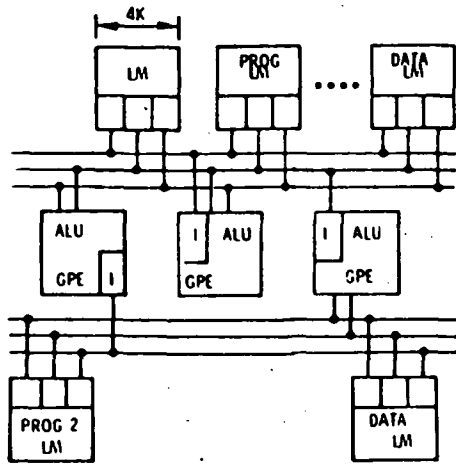 4K
LM
PROG
LM
DATA
LM
ALU
GPE
I
I
ALU
GPE
I
ALU
GPE
PROG 2
LM
DATA
LM